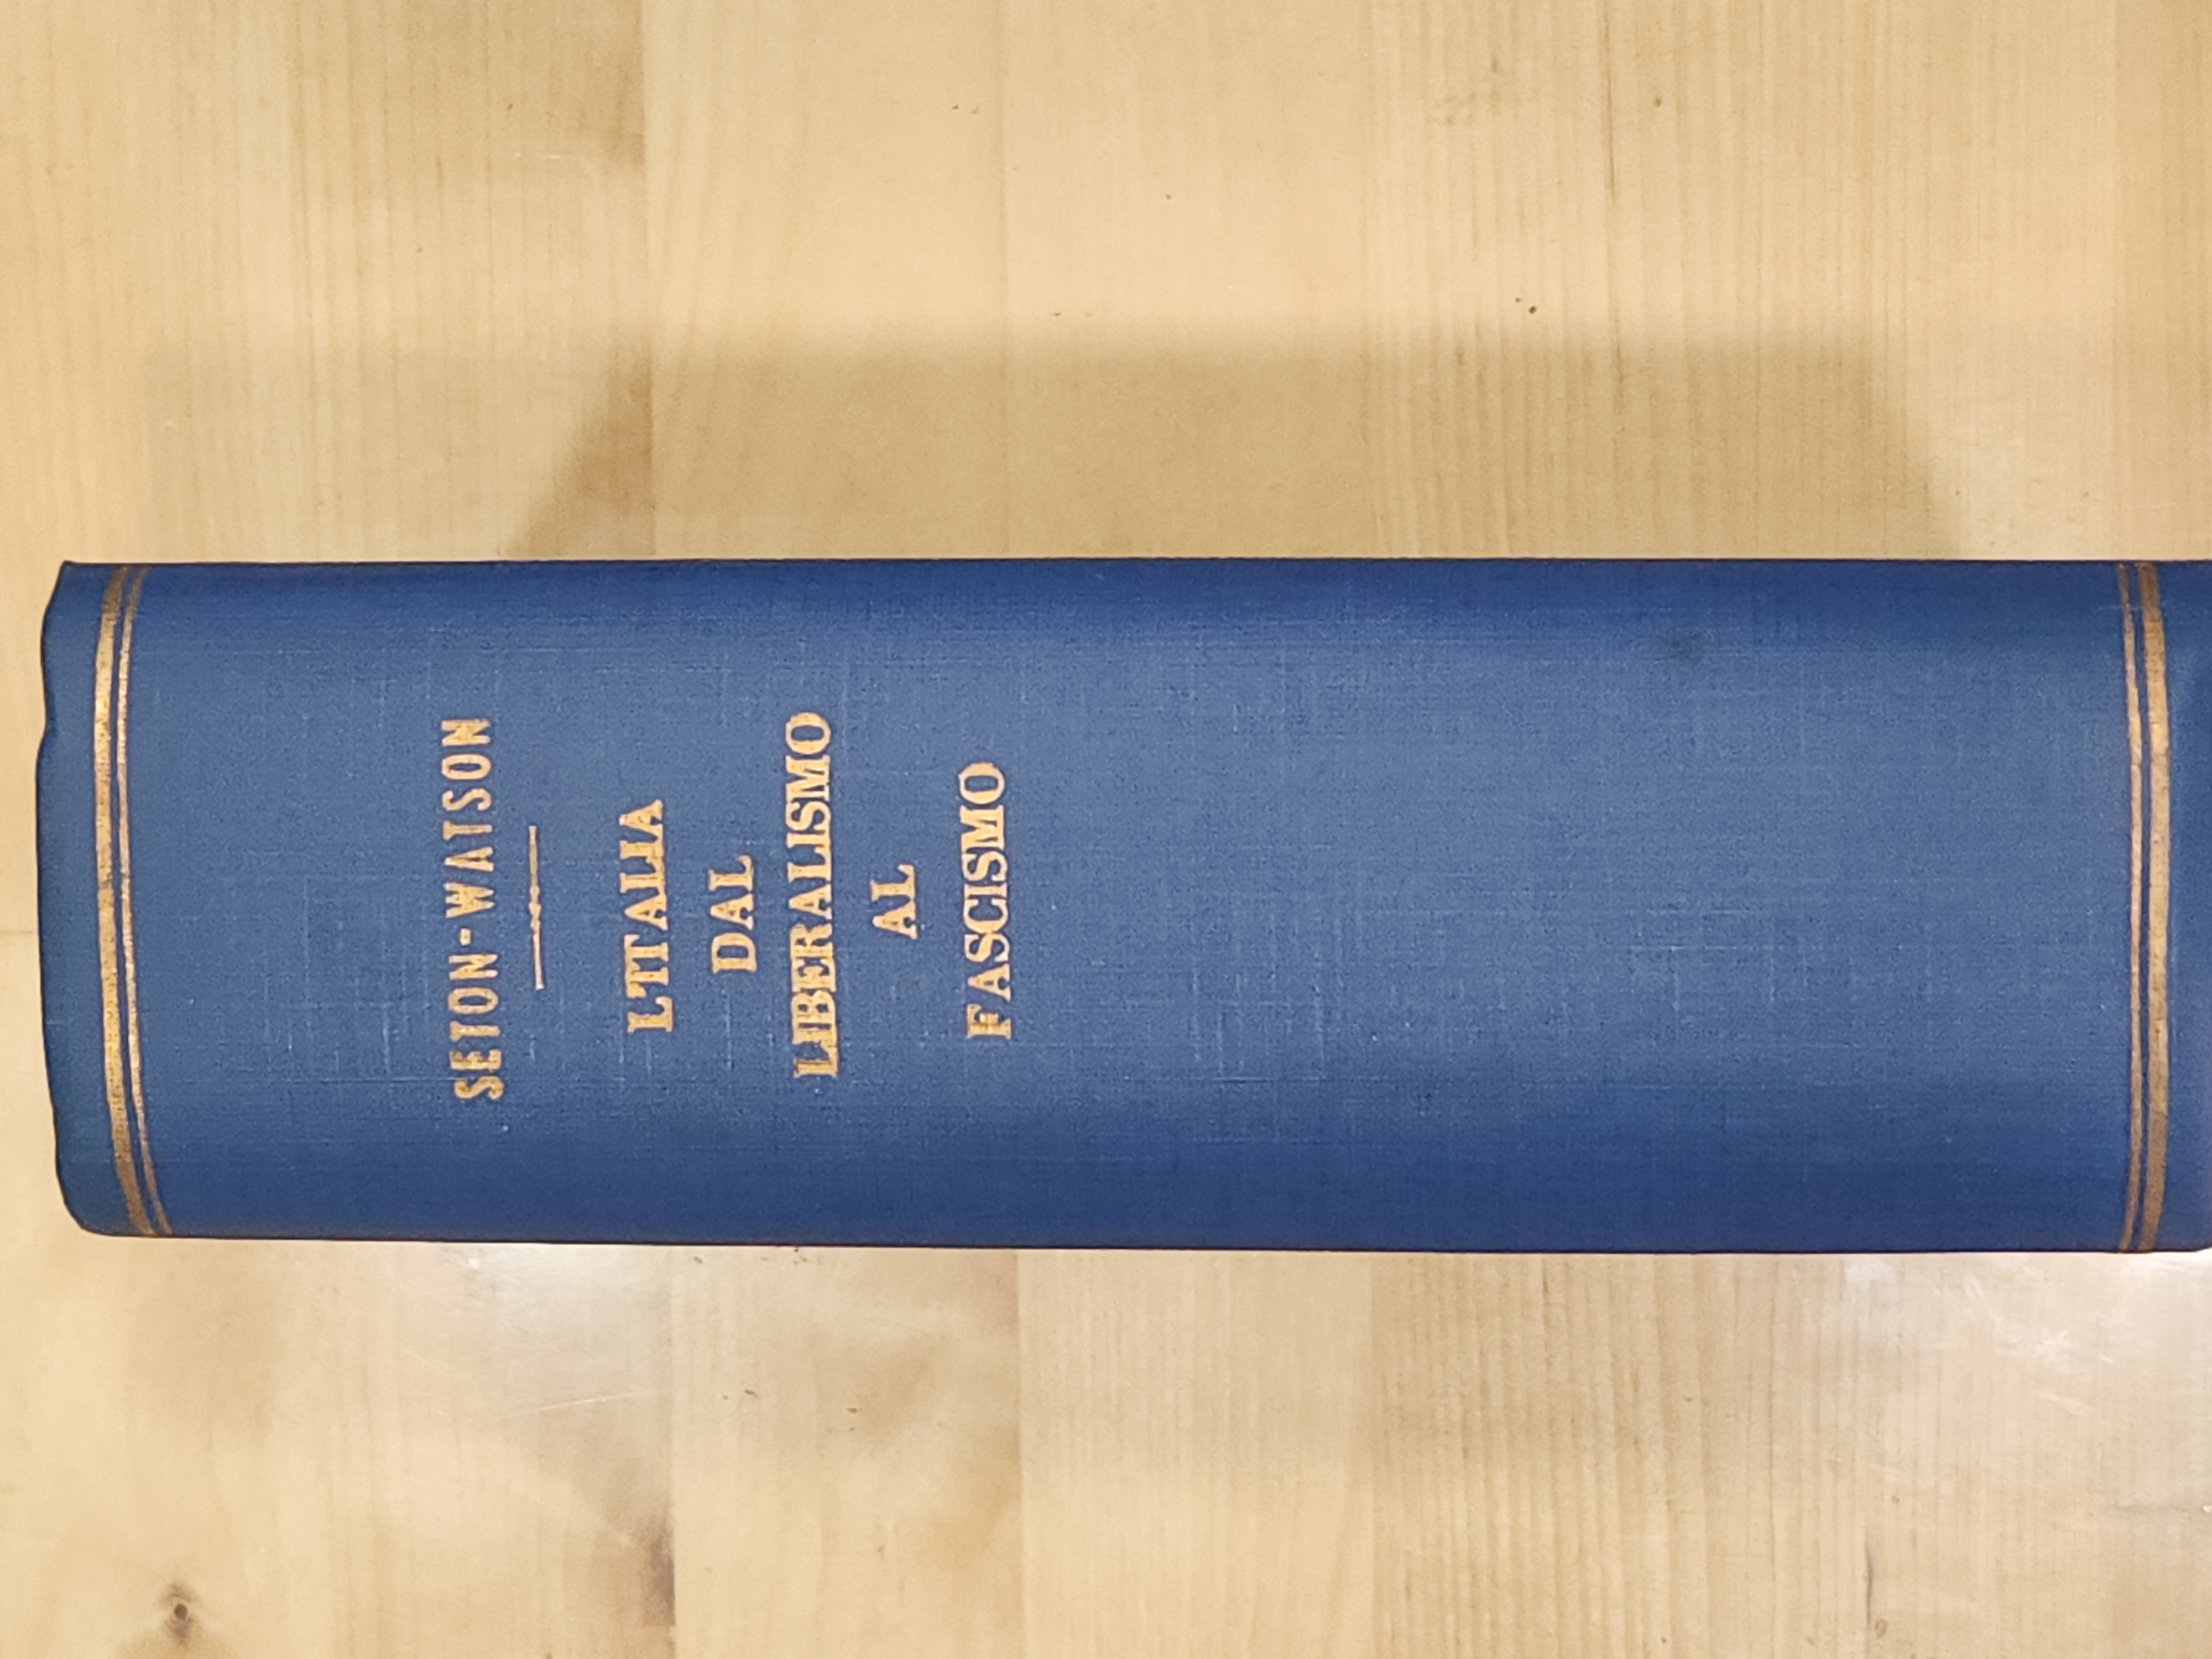 SETON-WATSON
L'ITALIA
DAL
LIBERALISMO
AL
FASCISMO